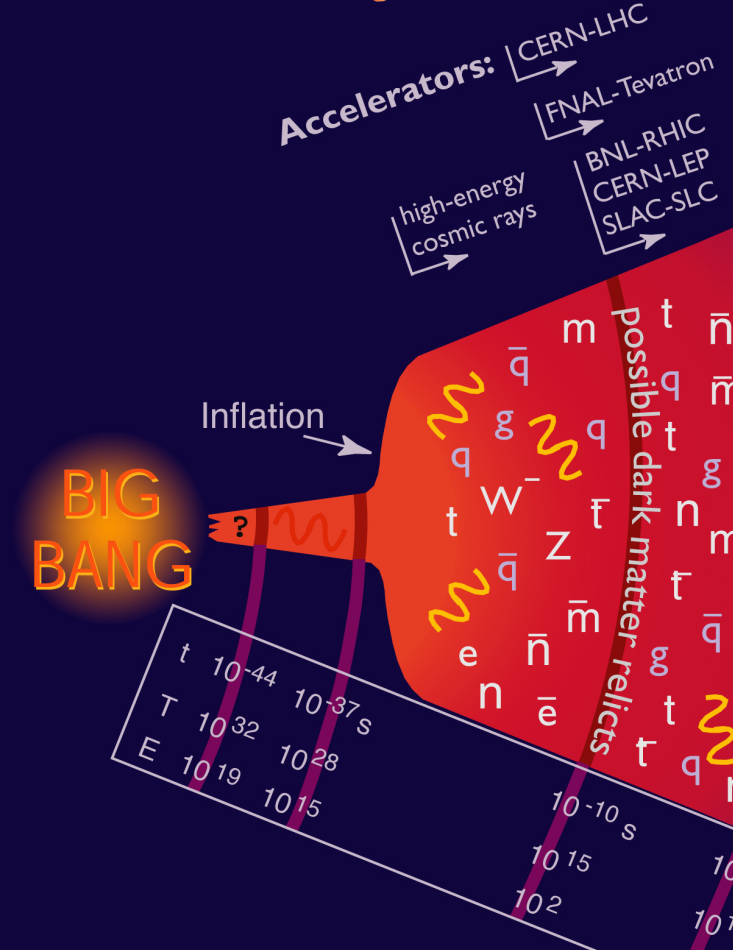 Accelerators:
CERN-LHC
FNAL-Tevatron
high-energy
cosmic rays
BNL-RHIC
CERN-LEP
SLAC-SLC
Inflation
BIG
BANG
?
possible dark matter relicts
m
q̅
g
q
q
t
W⁻
t̅
Z
q̅
m̅
e
n̅
n
e̅
t
n̅
q
m̅
t
g
n
t̅
q̅
g
t
t̅
q
t 10⁻⁴⁴ 10⁻³⁷ s 10⁻¹⁰ s
T 10³² 10²⁸ 10¹⁵
E 10¹⁹ 10¹⁵ 10²